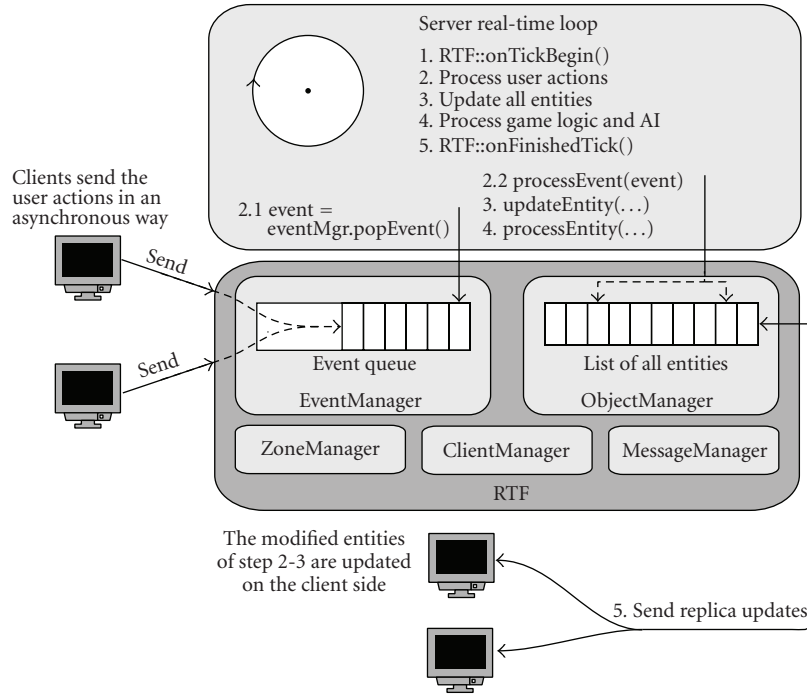 Server real-time loop
1. RTF::onTickBegin()
2. Process user actions
3. Update all entities
4. Process game logic and AI
5. RTF::onFinishedTick()
Clients send the
user actions in an
asynchronous way
2.1 event =
eventMgr.popEvent()
2.2 processEvent(event)
3. updateEntity(...)
4. processEntity(...)
Send
Send
Event queue
EventManager
List of all entities
ObjectManager
ZoneManager
ClientManager
MessageManager
RTF
The modified entities
of step 2-3 are updated
on the client side
5. Send replica updates